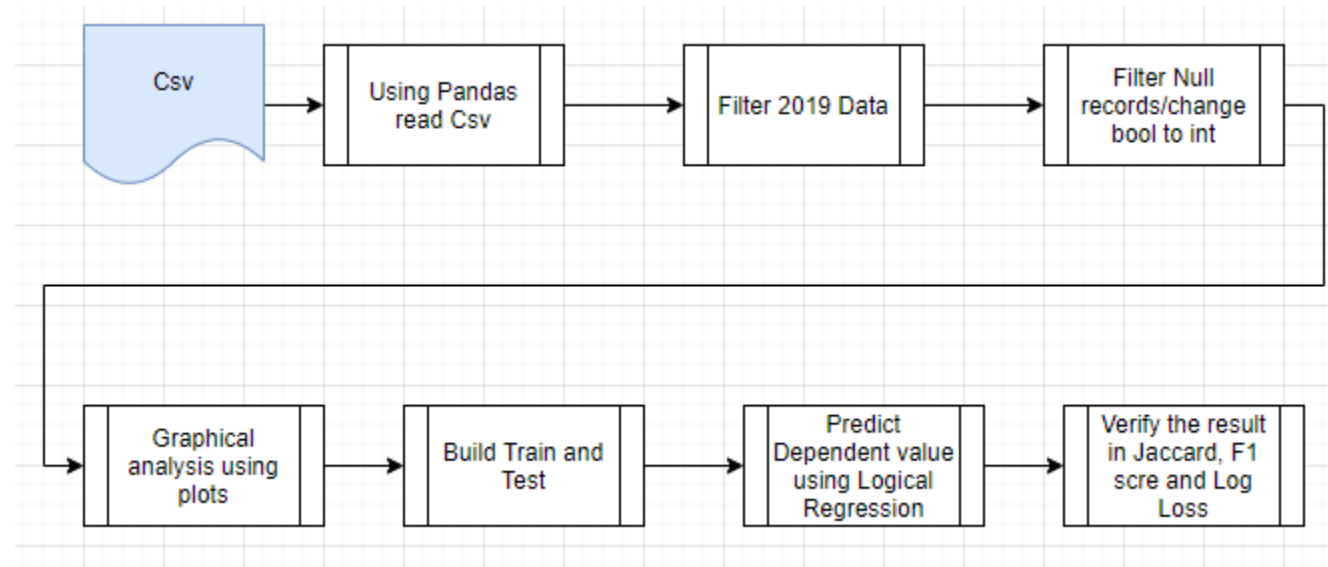 Csv
Using Pandas
read Csv
Filter 2019 Data
Filter Null
records/change
bool to int
Graphical
analysis using
plots
Build Train and
Test
Predict
Dependent value
using Logical
Regression
Verify the result
in Jaccard, F1
scre and Log
Loss